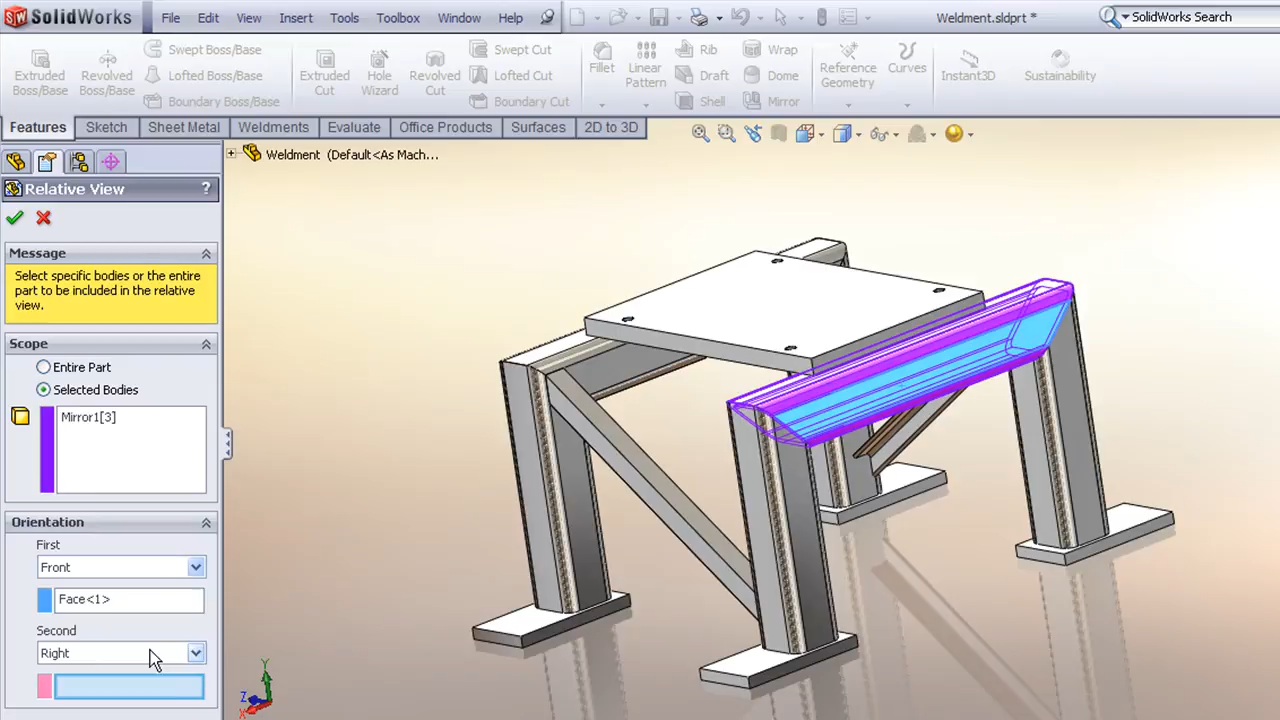 SolidWorks File Edit View Insert Tools Toolbox Window Help Weldment.sldprt * SolidWorks Search
Extruded Boss/Base
Revolved Boss/Base
Swept Boss/Base
Lofted Boss/Base
Boundary Boss/Base
Extruded Cut
Hole Wizard
Revolved Cut
Swept Cut
Lofted Cut
Boundary Cut
Fillet
Linear Pattern
Rib
Draft
Shell
Wrap
Dome
Mirror
Reference Geometry
Curves
Instant3D
Sustainability
Features Sketch Sheet Metal Weldments Evaluate Office Products Surfaces 2D to 3D
Weldment (Default<As Mach...
Relative View ?
Message
Select specific bodies or the entire
part to be included in the relative
view.
Scope
Entire Part
Selected Bodies
Mirror1[3]
Orientation
First
Front
Face<1>
Second
Right
Y
Z
X